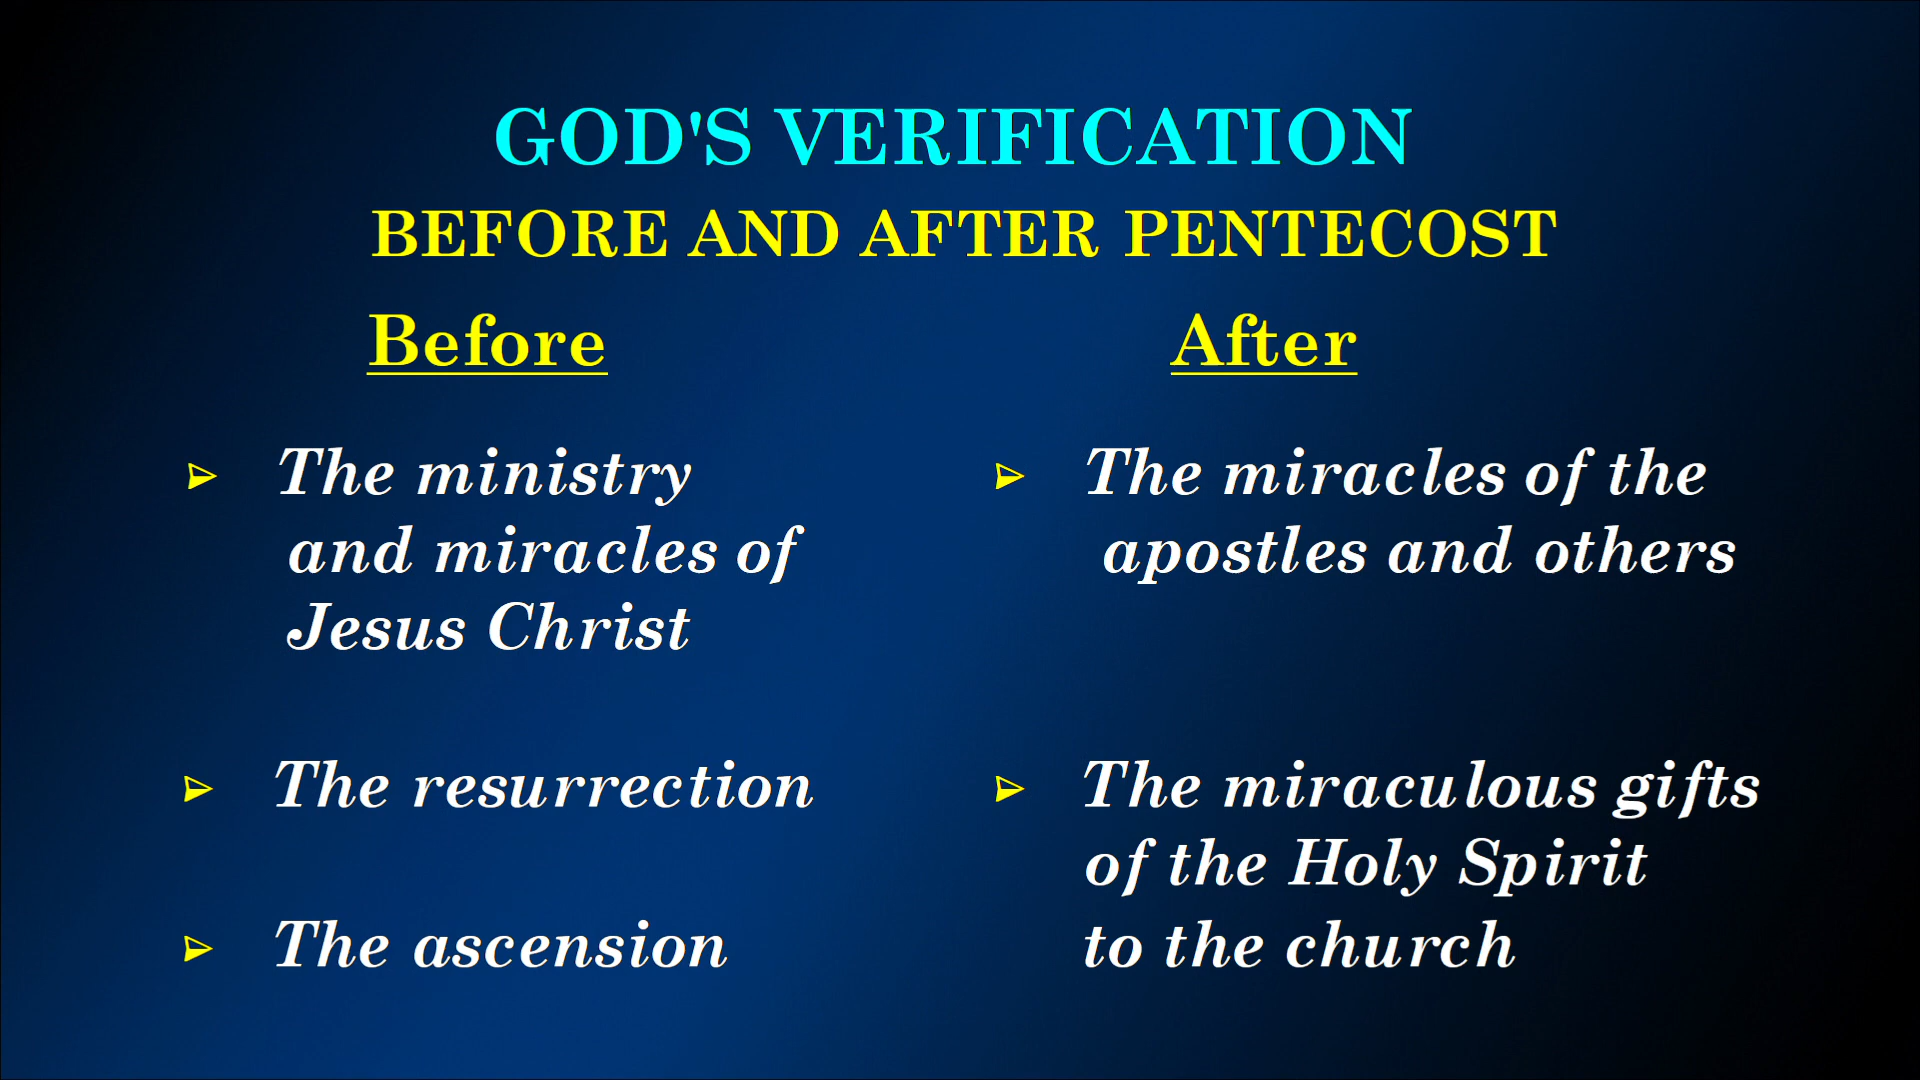 GOD'S VERIFICATION
BEFORE AND AFTER PENTECOST
Before
The ministry
and miracles of
Jesus Christ
The resurrection
The ascension
After
The miracles of the
apostles and others
The miraculous gifts
of the Holy Spirit
to the church